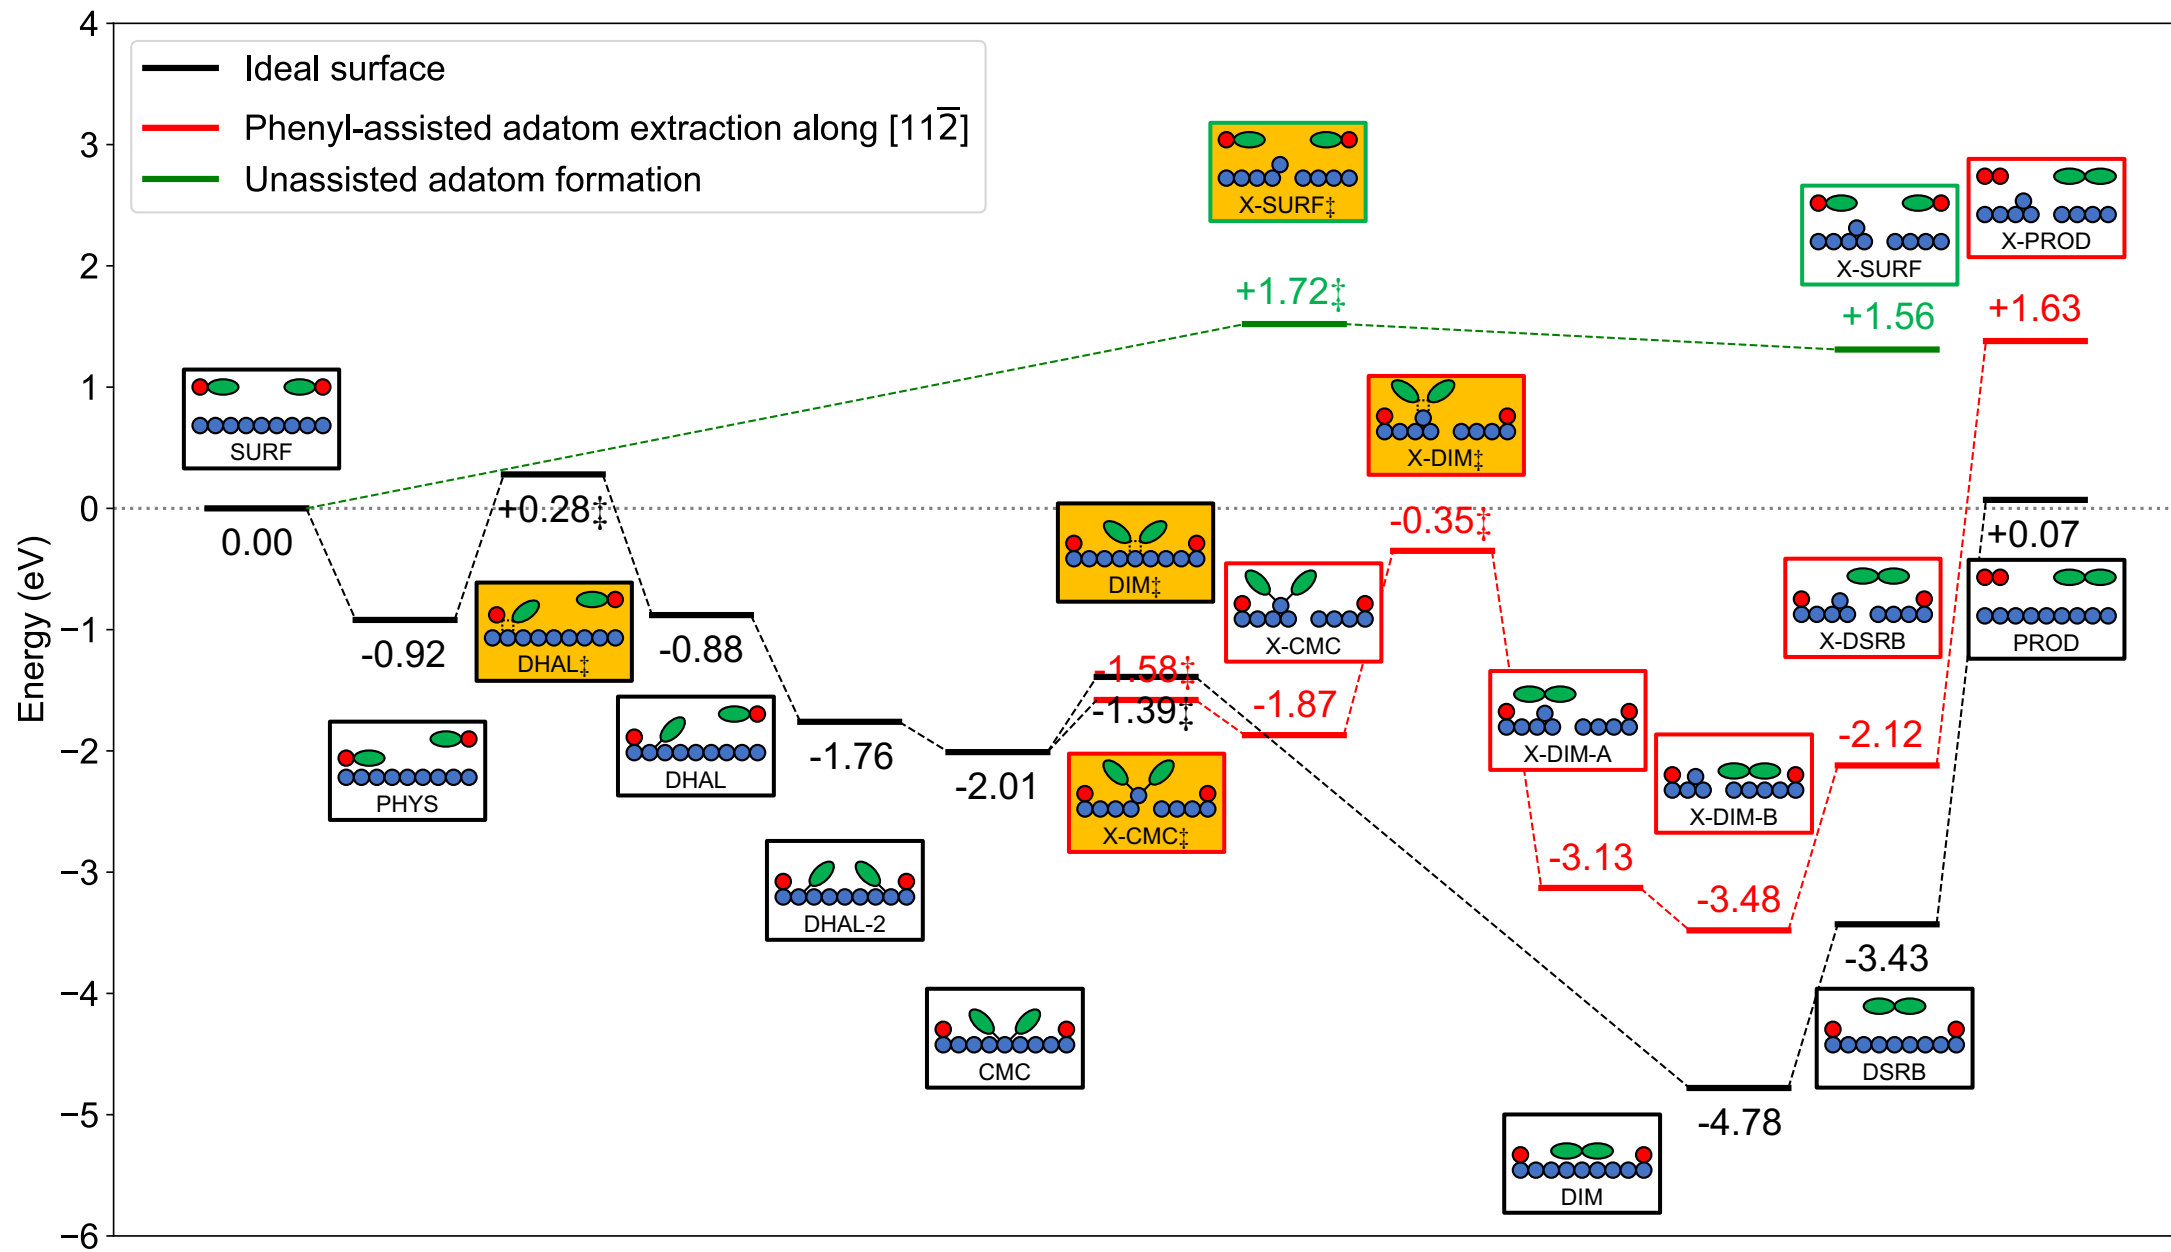 4
3
2
1
0
−1
−2
−3
−4
−5
−6
Energy (eV)
Ideal surface
Phenyl-assisted adatom extraction along [112̅]
Unassisted adatom formation
SURF
0.00
-0.92
PHYS
+0.28‡
DHAL‡
-0.88
DHAL
-1.76
DHAL-2
-2.01
CMC
DIM‡
-1.58‡
-1.39‡
X-CMC‡
X-SURF‡
+1.72‡
X-CMC
-1.87
X-DIM‡
-0.35‡
X-DIM-A
-3.13
X-DIM-B
-3.48
-4.78
DIM
X-SURF
+1.56
X-DSRB
-2.12
-3.43
DSRB
X-PROD
+1.63
+0.07
PROD